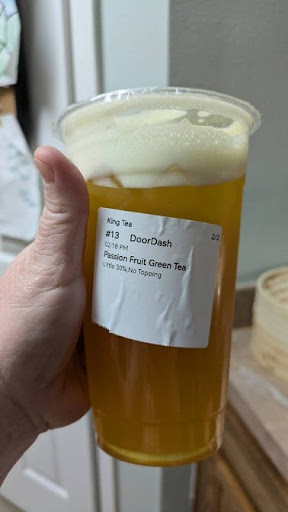 King Tea
#13 DoorDash 2/2
02:18 PM
Passion Fruit Green Tea
Little 30%,No Topping